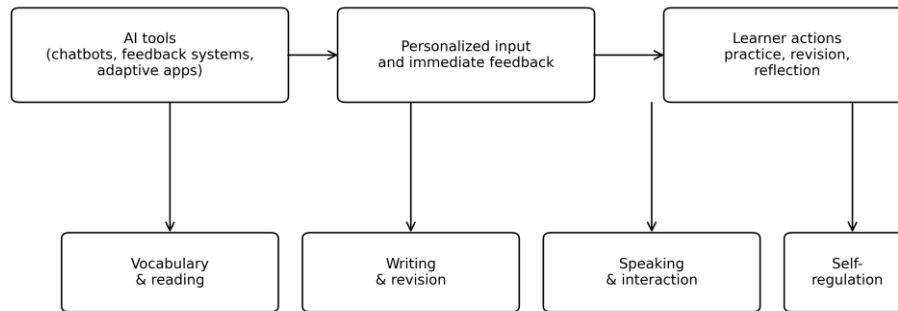 AI tools
(chatbots, feedback systems,
adaptive apps)
Personalized input
and immediate feedback
Learner actions
practice, revision,
reflection
Vocabulary
& reading
Writing
& revision
Speaking
& interaction
Self-
regulation